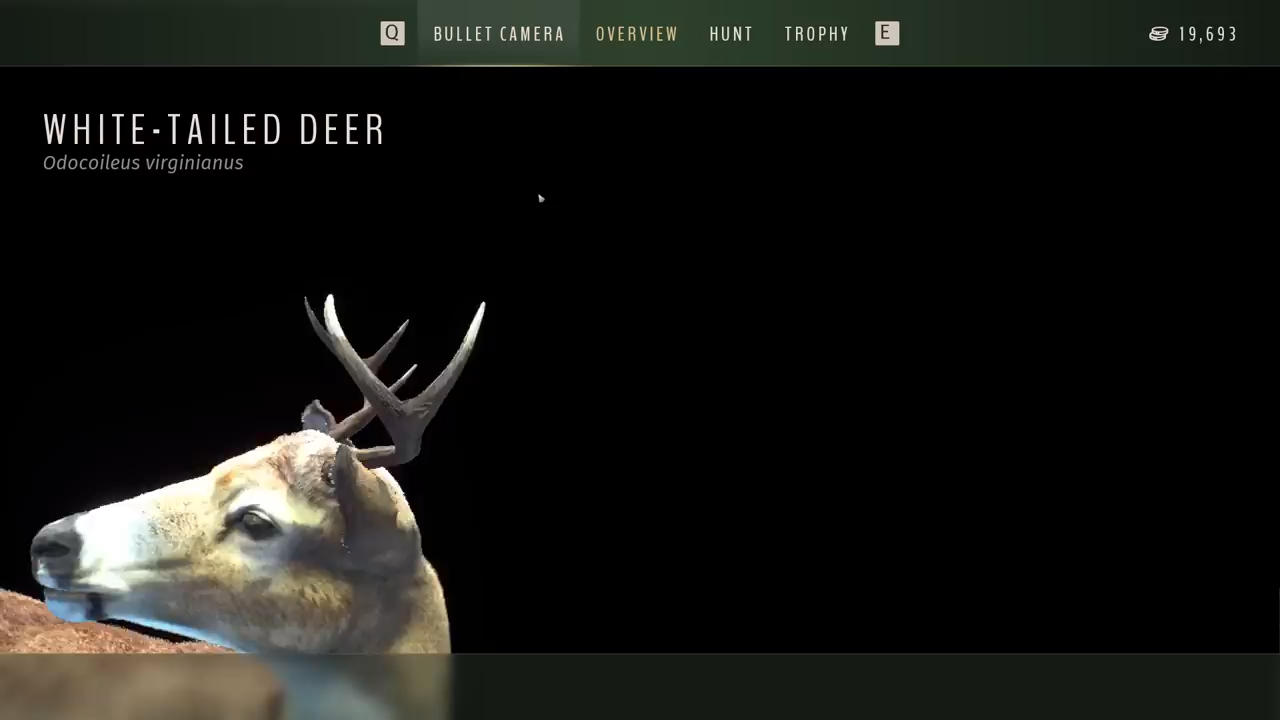 Q BULLET CAMERA OVERVIEW HUNT TROPHY E 19,693
WHITE-TAILED DEER
Odocoileus virginianus